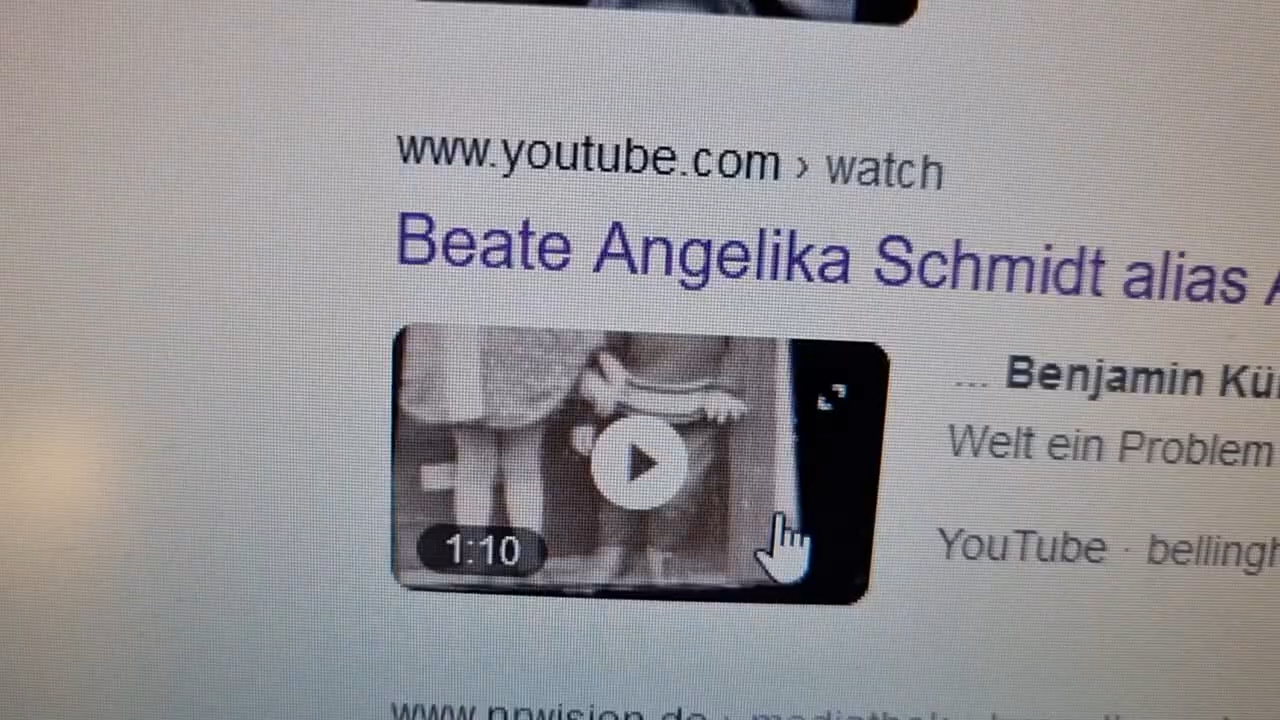 www.youtube.com › watch
Beate Angelika Schmidt alias
... Benjamin
Welt ein Problem
1:10
YouTube ·